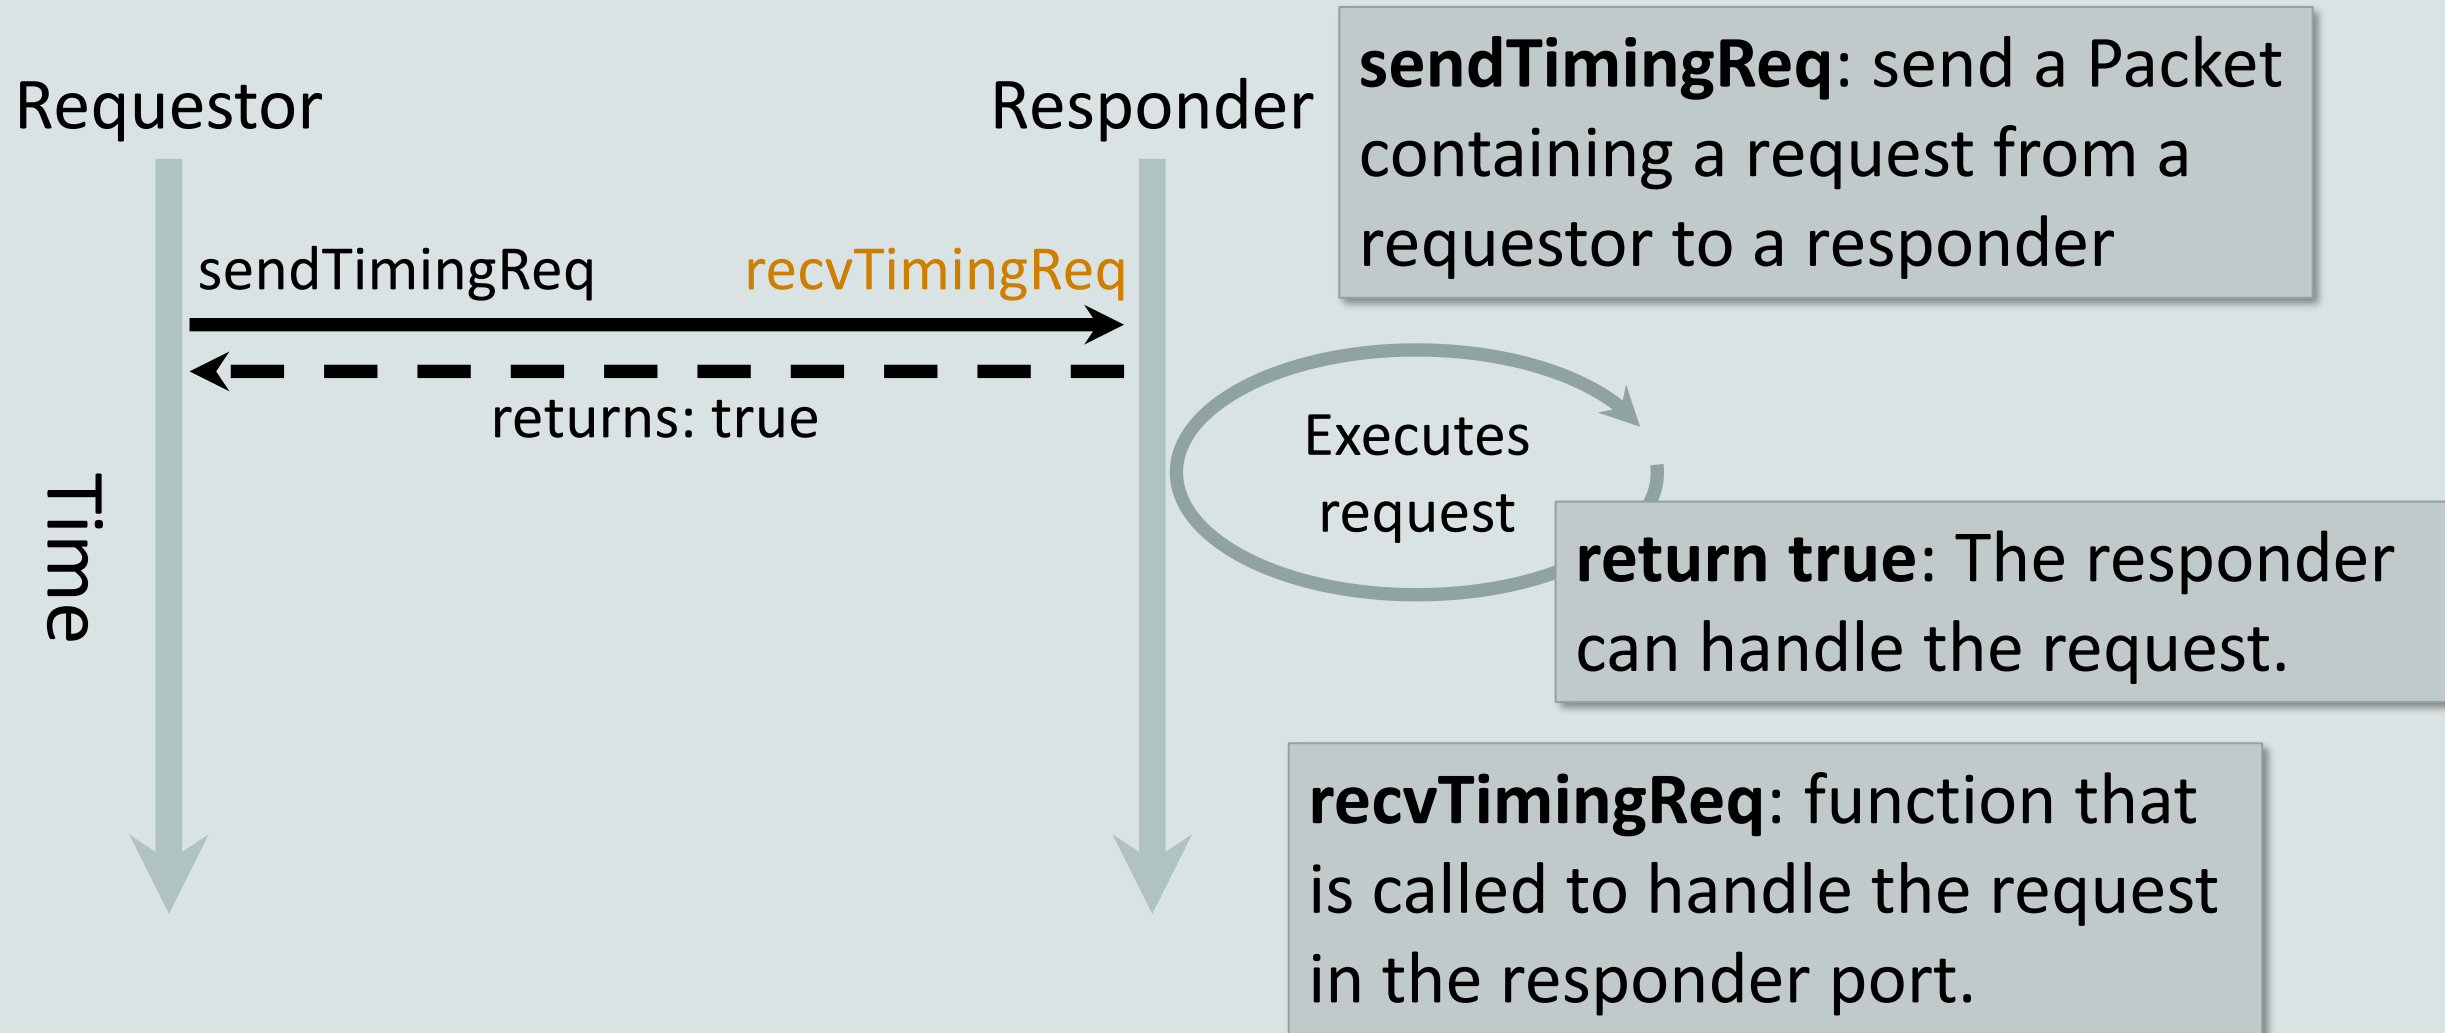 Requestor
Responder
sendTimingReq: send a Packet
containing a request from a
requestor to a responder
sendTimingReq
recvTimingReq
returns: true
Executes
request
Time
return true: The responder
can handle the request.
recvTimingReq: function that
is called to handle the request
in the responder port.